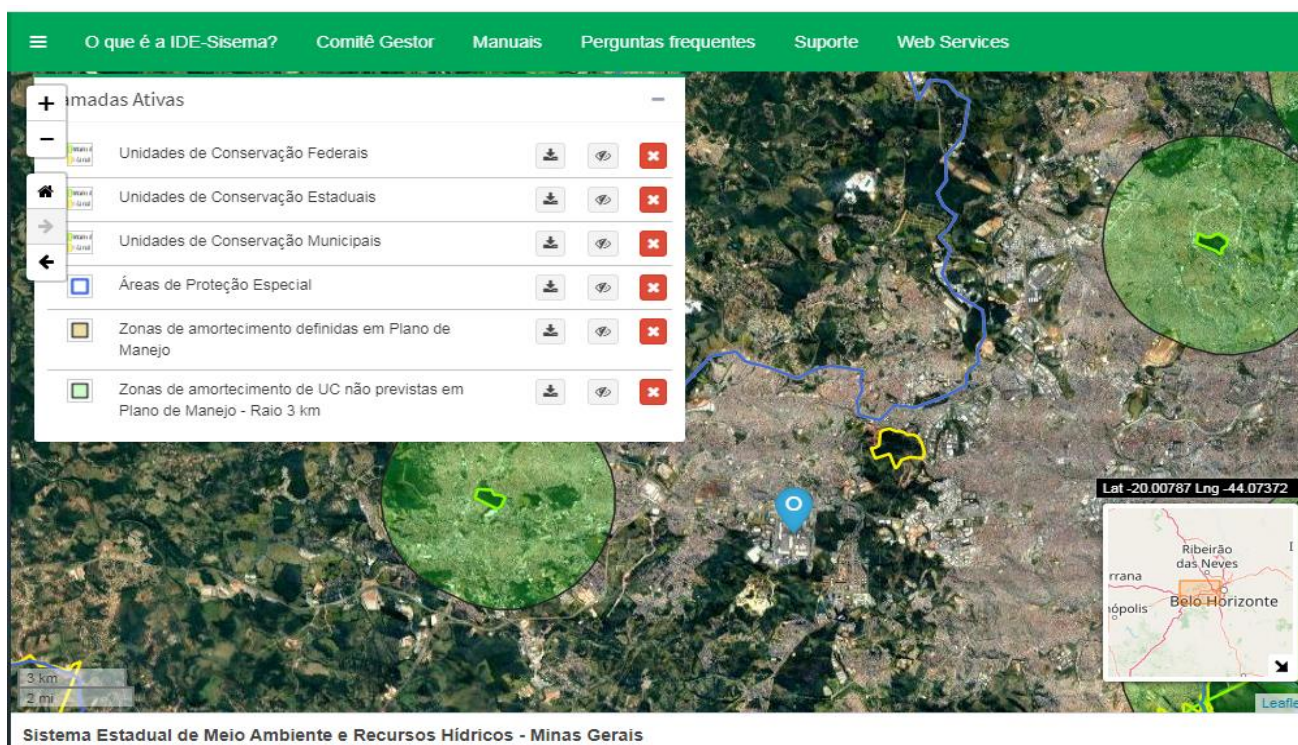 O que é a IDE-Sisema? Comitê Gestor Manuais Perguntas frequentes Suporte Web Services
+ amadas Ativas −
−
Unidades de Conservação Federais
Unidades de Conservação Estaduais
Unidades de Conservação Municipais
Áreas de Proteção Especial
Zonas de amortecimento definidas em Plano de
Manejo
Zonas de amortecimento de UC não previstas em
Plano de Manejo - Raio 3 km
Lat -20.00787 Lng -44.07372
Ribeirão
das Neves
rrana
nópolis
Belo Horizonte
3 km
2 mi
Leafle
Sistema Estadual de Meio Ambiente e Recursos Hídricos - Minas Gerais